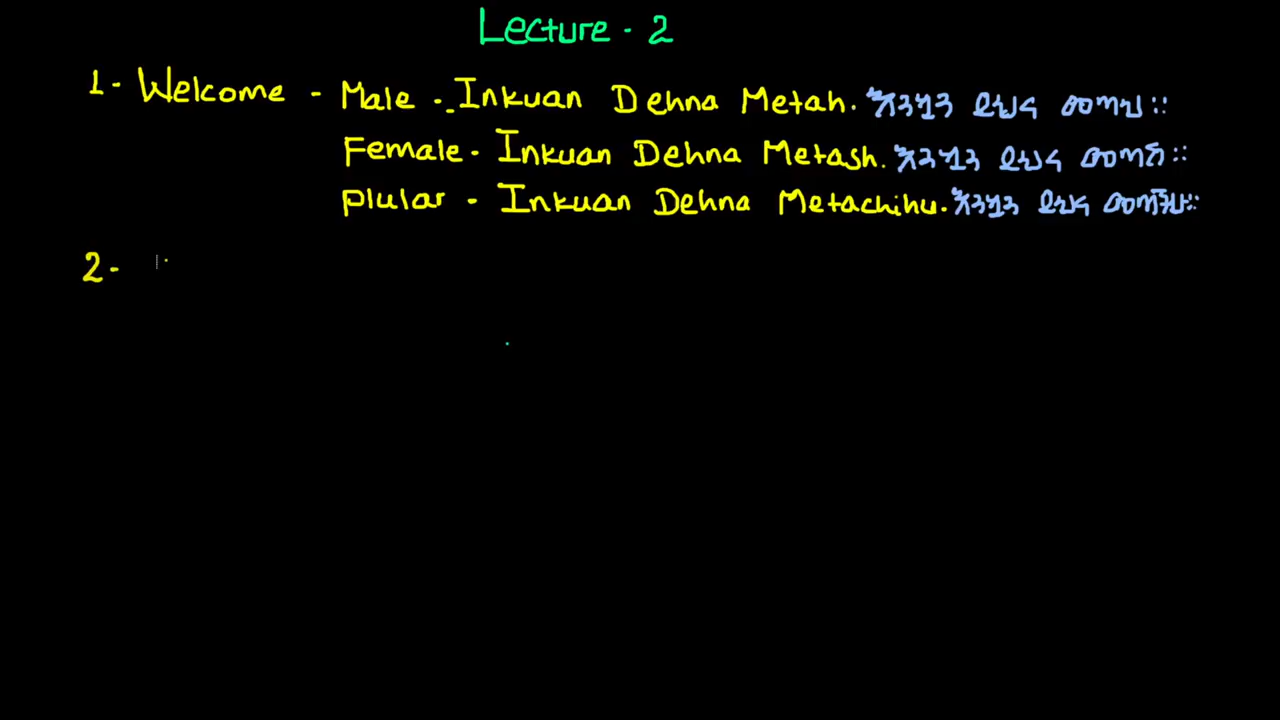 Lecture - 2
1- Welcome - Male - Inkuan Dehna Metah. እንኳን ደህና መጣህ ::
Female - Inkuan Dehna Metash. እንኳን ደህና መጣሽ ::
Plular - Inkuan Dehna Metachihu. እንኳን ደህና መጣችሁ ::
2-